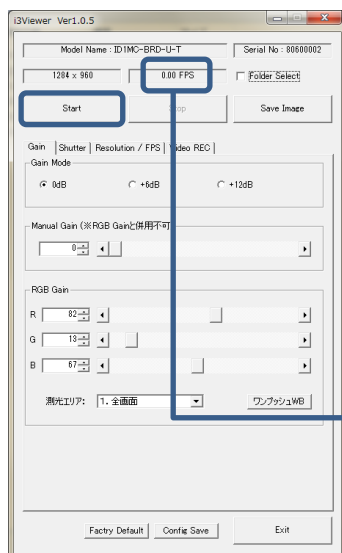 i3Viewer Ver1.0.5
Model Name : ID1MC-BRD-U-T
Serial No : 80600002
1284 x 960
0.00 FPS
Folder Select
Start
Save Image
Gain
Shutter
Resolution / FPS
Video REC
Gain Mode
0dB
+6dB
+12dB
Manual Gain (※RGB Gainと併用不可
0
RGB Gain
R
82
G
13
B
67
測光エリア:
1. 全画面
ワンプッシュWB
Factry Default
Config Save
Exit